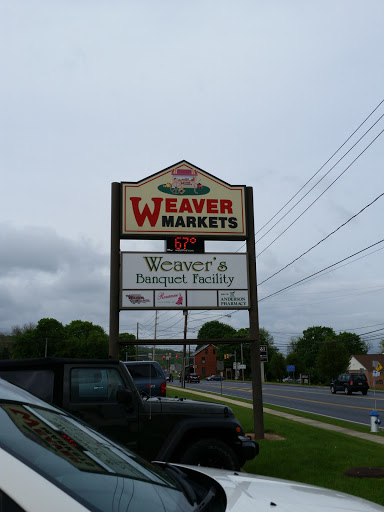 WEAVER
MARKETS
67°
Weaver's
Banquet Facility
ANDERSON
PHARMACY